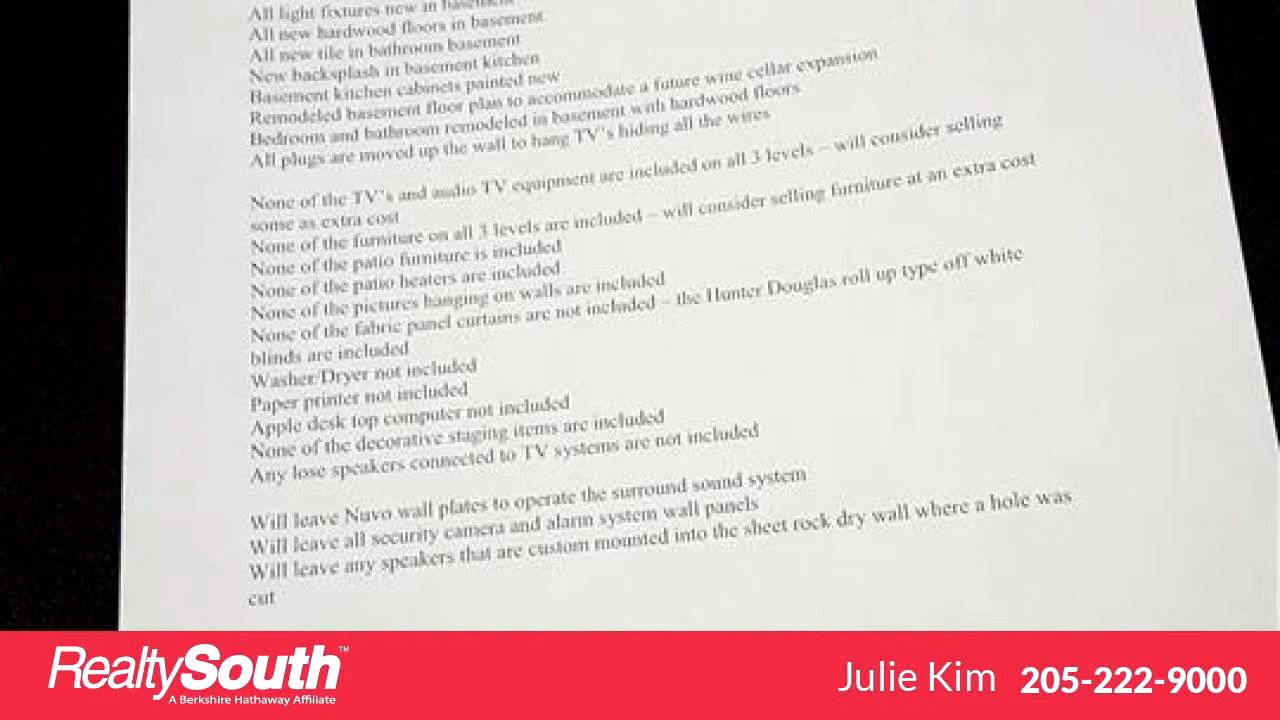 All light fixtures new in basement
All new hardwood floors in basement
All new tile in bathroom basement
New backsplash in basement kitchen
Basement kitchen cabinets painted new
Remodeled basement floor plan to accommodate a future wine cellar expansion
Bedroom and bathroom remodeled in basement with hardwood floors
All plugs are moved up the wall to hang TV's hiding all the wires
None of the TV's and audio TV equipment are included on all 3 levels – will consider selling
some as extra cost
None of the furniture on all 3 levels are included – will consider selling furniture at an extra cost
None of the patio furniture is included
None of the patio heaters are included
None of the pictures hanging on walls are included
None of the fabric panel curtains are not included – the Hunter Douglas roll up type off white
blinds are included
Washer/Dryer not included
Paper printer not included
Apple desk top computer not included
None of the decorative staging items are included
Any lose speakers connected to TV systems are not included
Will leave Nuvo wall plates to operate the surround sound system
Will leave all security camera and alarm system wall panels
Will leave any speakers that are custom mounted into the sheet rock dry wall where a hole was
cut
RealtySouth™
A Berkshire Hathaway Affiliate
Julie Kim 205-222-9000